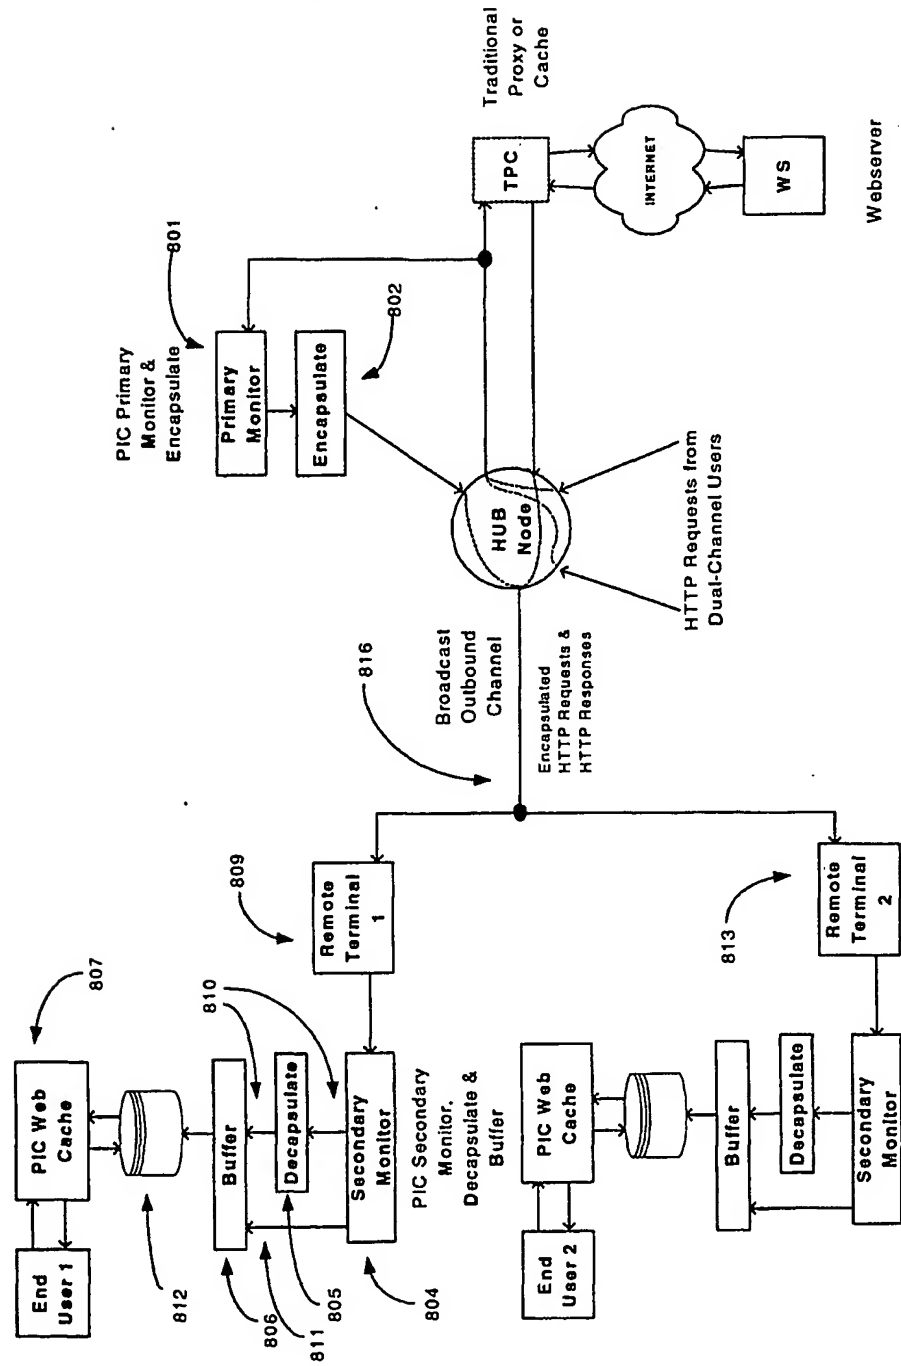 807
PIC Web
Cache
End
User 1
812
Buffer
806
810
811
Decapsulate
805
Secondary
Monitor
804
PIC Secondary
Monitor.
Decapsulate &
Buffer
809
Remote
Terminal
1
816
Broadcast
Outbound
Channel
Encapsulated
HTTP Requests &
HTTP Responses
PIC Primary
Monitor &
Encapsulate
801
Primary
Monitor
Encapsulate
802
HUB
Node
HTTP Requests from
Dual-Channel Users
Traditional
Proxy or
Cache
TPC
INTERNET
WS
Webserver
PIC Web
Cache
End
User 2
Buffer
Decapsulate
Secondary
Monitor
813
Remote
Terminal
2